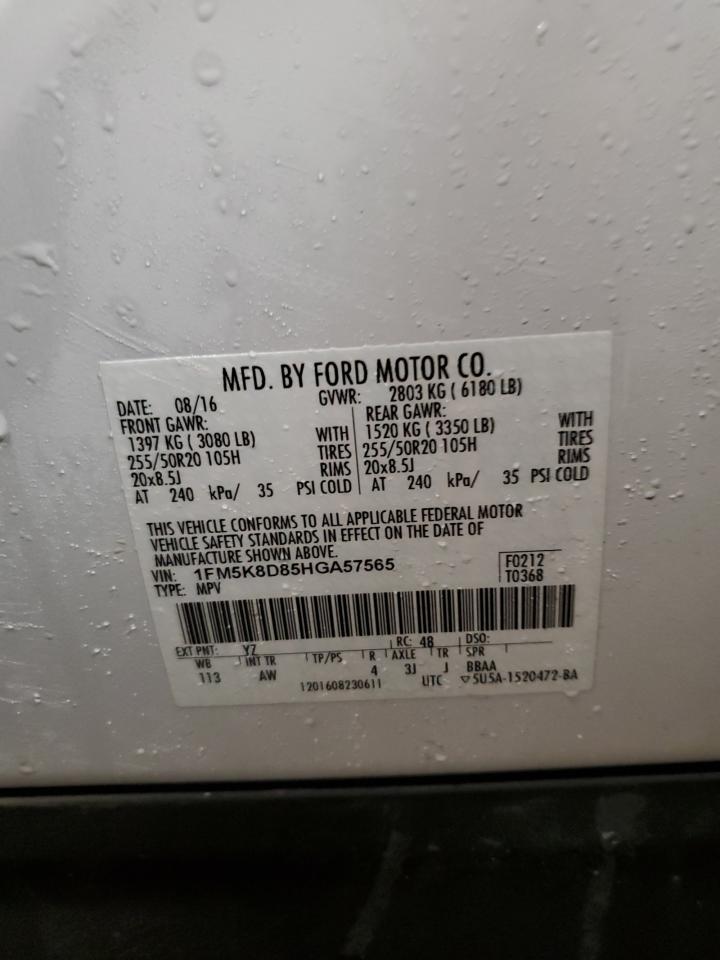 MFD. BY FORD MOTOR CO.
DATE: 08/16 GVWR: 2803 KG ( 6180 LB)
FRONT GAWR: REAR GAWR:
1397 KG ( 3080 LB) WITH 1520 KG ( 3350 LB) WITH
255/50R20 105H TIRES 255/50R20 105H TIRES
20x8.5J RIMS 20x8.5J RIMS
AT 240 kPa/ 35 PSI COLD AT 240 kPa/ 35 PSI COLD
THIS VEHICLE CONFORMS TO ALL APPLICABLE FEDERAL MOTOR
VEHICLE SAFETY STANDARDS IN EFFECT ON THE DATE OF
MANUFACTURE SHOWN ABOVE.
VIN: 1FM5K8D85HGA57565 F0212
TYPE: MPV T0368
EXT PNT: YZ RC: 48 DSO:
WB INT TR TP/PS R AXLE TR SPR
113 AW 4 3J J BBAA
1201608230611 UTC ▽5U5A-1520472-BA